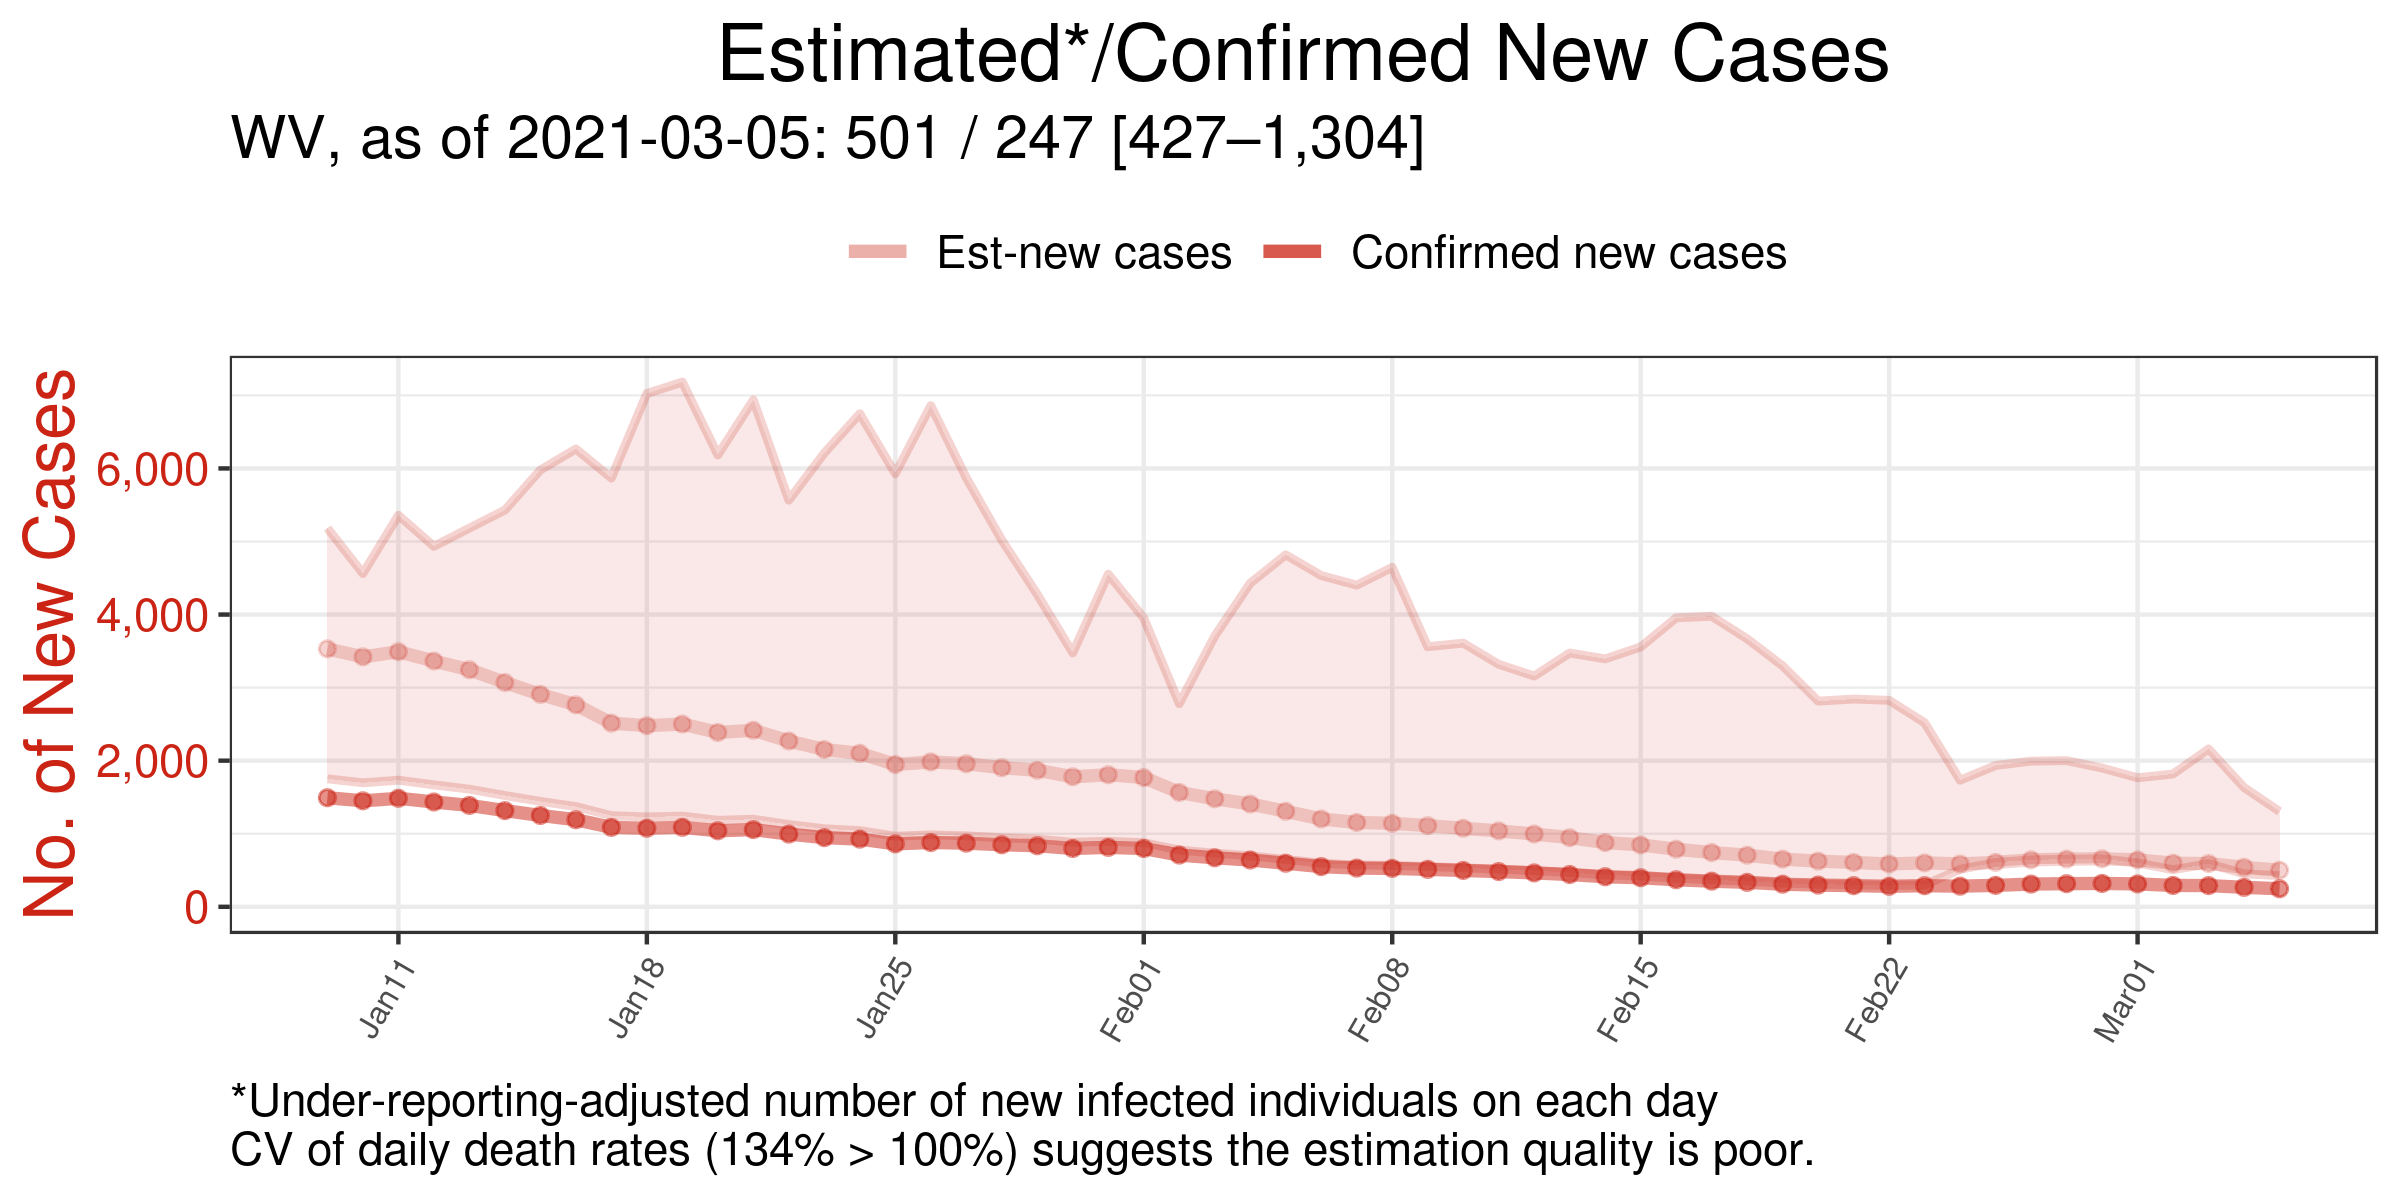 Estimated*/Confirmed New Cases
WV, as of 2021-03-05: 501 / 247 [427–1,304]
Est-new cases
Confirmed new cases
No. of New Cases
6,000
4,000
2,000
0
Jan11
Jan18
Jan25
Feb01
Feb08
Feb15
Feb22
Mar01
*Under-reporting-adjusted number of new infected individuals on each day
CV of daily death rates (134% > 100%) suggests the estimation quality is poor.